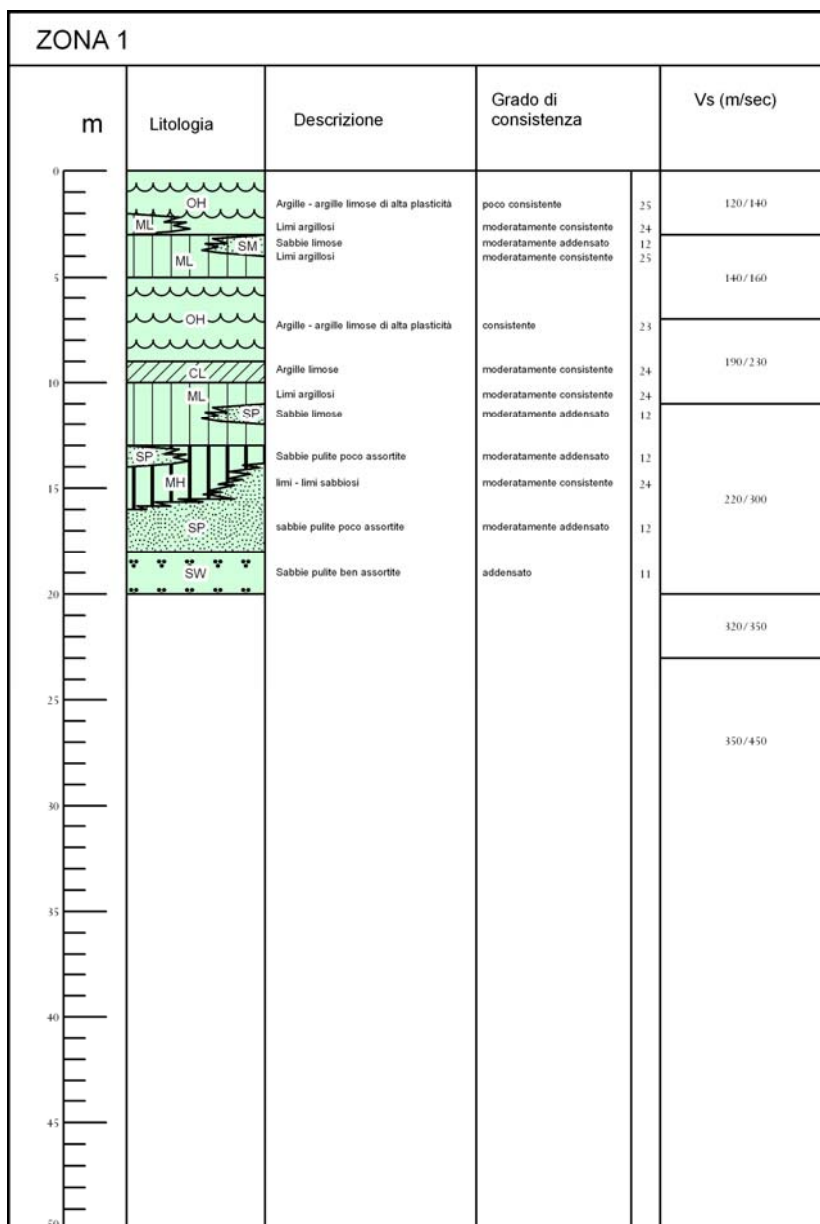 ZONA 1
m
Litologia
Descrizione
Grado di
consistenza
Vs (m/sec)
0
OH
Argille - argille limose di alta plasticità poco consistente 25
120/140
ML
Limi argillosi moderatamente consistente 24
SM
Sabbie limose moderatamente addensato 12
ML
Limi argillosi moderatamente consistente 25
5
140/160
OH
Argille - argille limose di alta plasticità consistente 23
190/230
CL
Argille limose moderatamente consistente 24
10
ML
Limi argillosi moderatamente consistente 24
SP
Sabbie limose moderatamente addensato 12
SP
Sabbie pulite poco assortite moderatamente addensato 12
MH
limi - limi sabbiosi moderatamente consistente 24
15
220/300
SP
sabbie pulite poco assortite moderatamente addensato 12
SW
Sabbie pulite ben assortite addensato 11
20
320/350
25
350/450
30
35
40
45
50